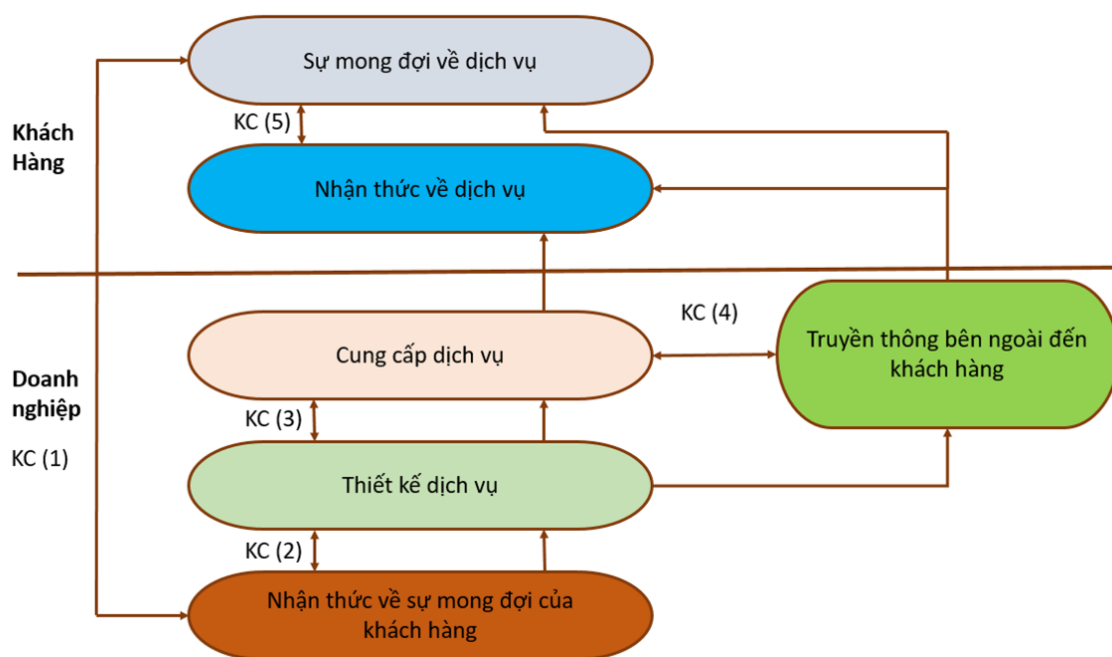 Sự mong đợi về dịch vụ
KC (5)
Khách
Hàng
Nhận thức về dịch vụ
KC (4)
Truyền thông bên ngoài đến
khách hàng
Cung cấp dịch vụ
Doanh
nghiệp
KC (3)
KC (1)
Thiết kế dịch vụ
KC (2)
Nhận thức về sự mong đợi của
khách hàng